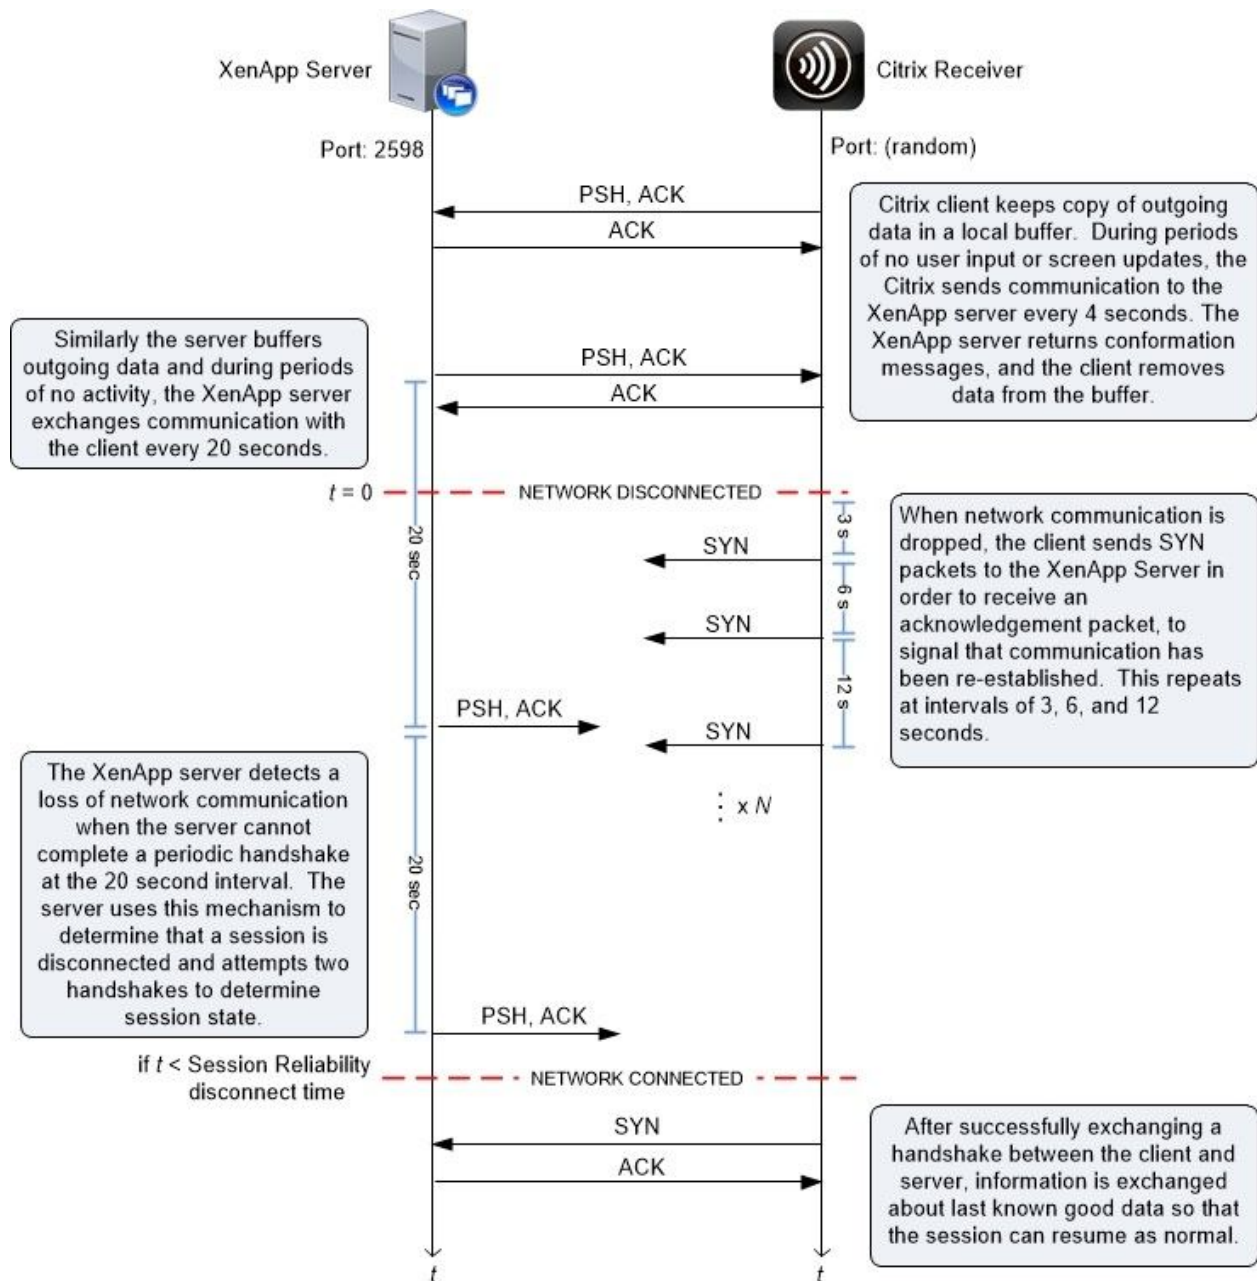 XenApp Server
Citrix Receiver
Port: 2598
Port: (random)
PSH, ACK
ACK
Citrix client keeps copy of outgoing
data in a local buffer. During periods
of no user input or screen updates, the
Citrix sends communication to the
XenApp server every 4 seconds. The
XenApp server returns conformation
messages, and the client removes
data from the buffer.
Similarly the server buffers
outgoing data and during periods
of no activity, the XenApp server
exchanges communication with
the client every 20 seconds.
PSH, ACK
ACK
t = 0
NETWORK DISCONNECTED
20 sec
3 s
SYN
6 s
SYN
12 s
When network communication is
dropped, the client sends SYN
packets to the XenApp Server in
order to receive an
acknowledgement packet, to
signal that communication has
been re-established. This repeats
at intervals of 3, 6, and 12
seconds.
PSH, ACK
SYN
The XenApp server detects a
loss of network communication
when the server cannot
complete a periodic handshake
at the 20 second interval. The
server uses this mechanism to
determine that a session is
disconnected and attempts two
handshakes to determine
session state.
⋮ x N
20 sec
PSH, ACK
if t < Session Reliability
disconnect time
NETWORK CONNECTED
SYN
ACK
After successfully exchanging a
handshake between the client and
server, information is exchanged
about last known good data so that
the session can resume as normal.
t
t